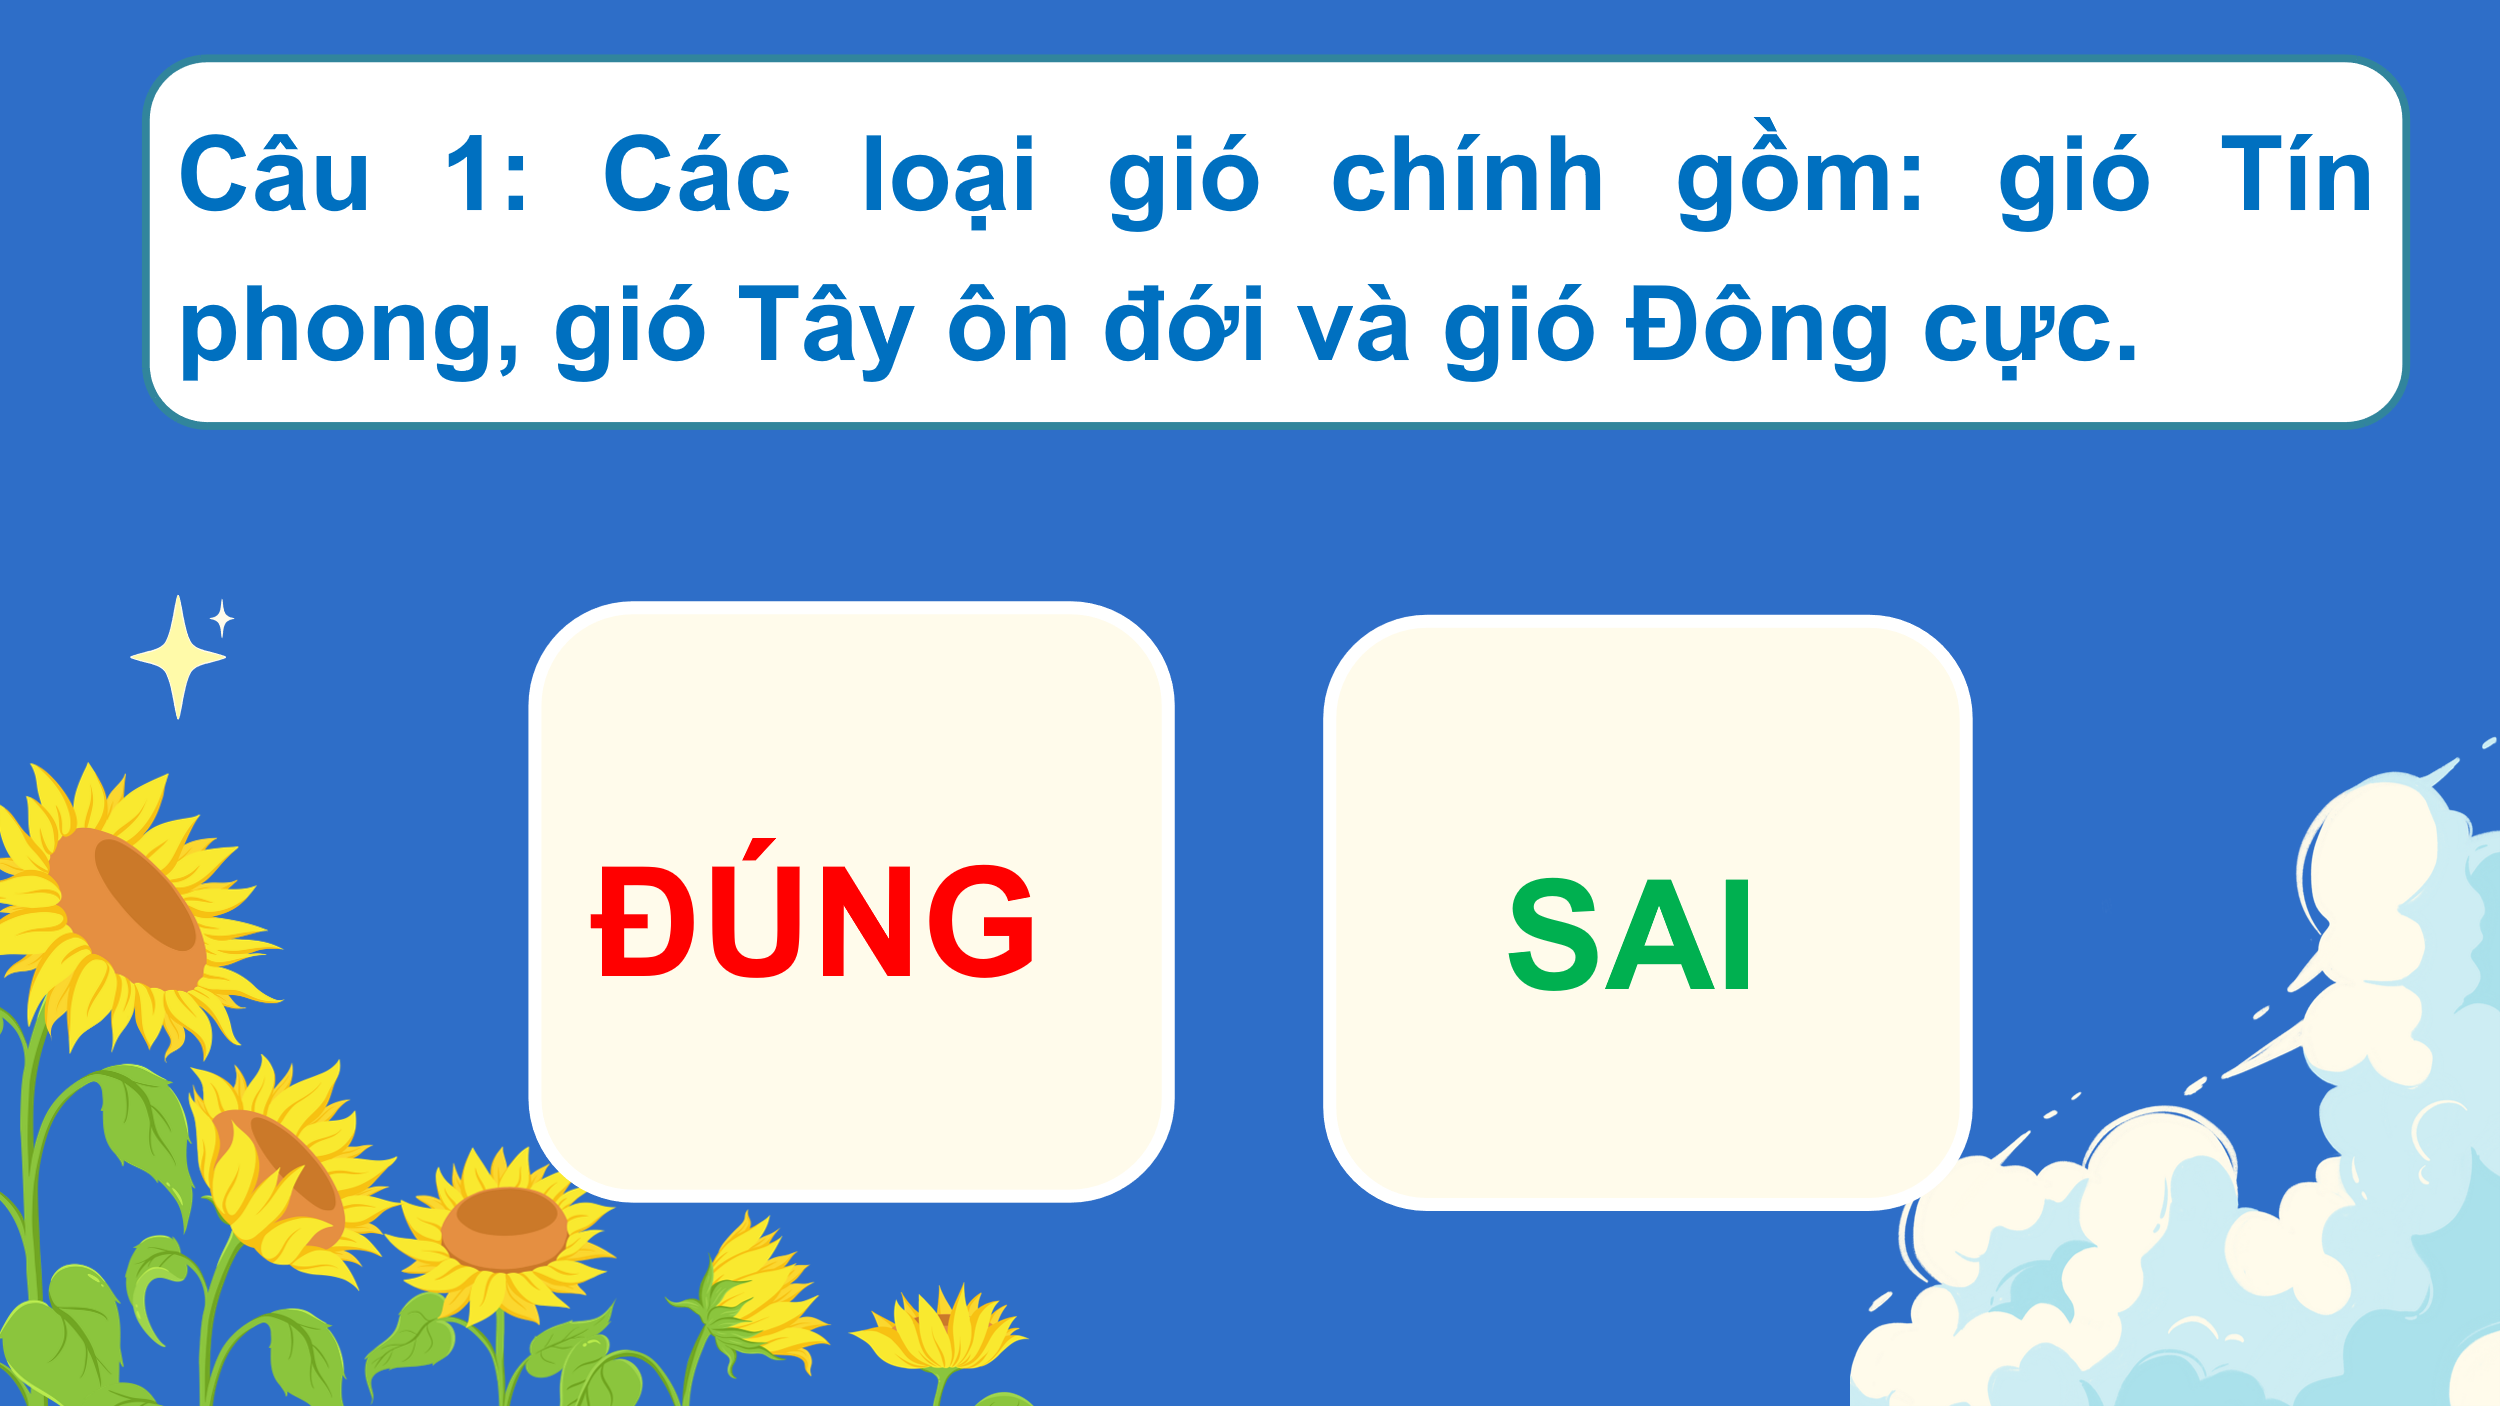 Câu 1: Các loại gió chính gồm: gió Tín
phong, gió Tây ôn đới và gió Đông cực.
ĐÚNG
SAI